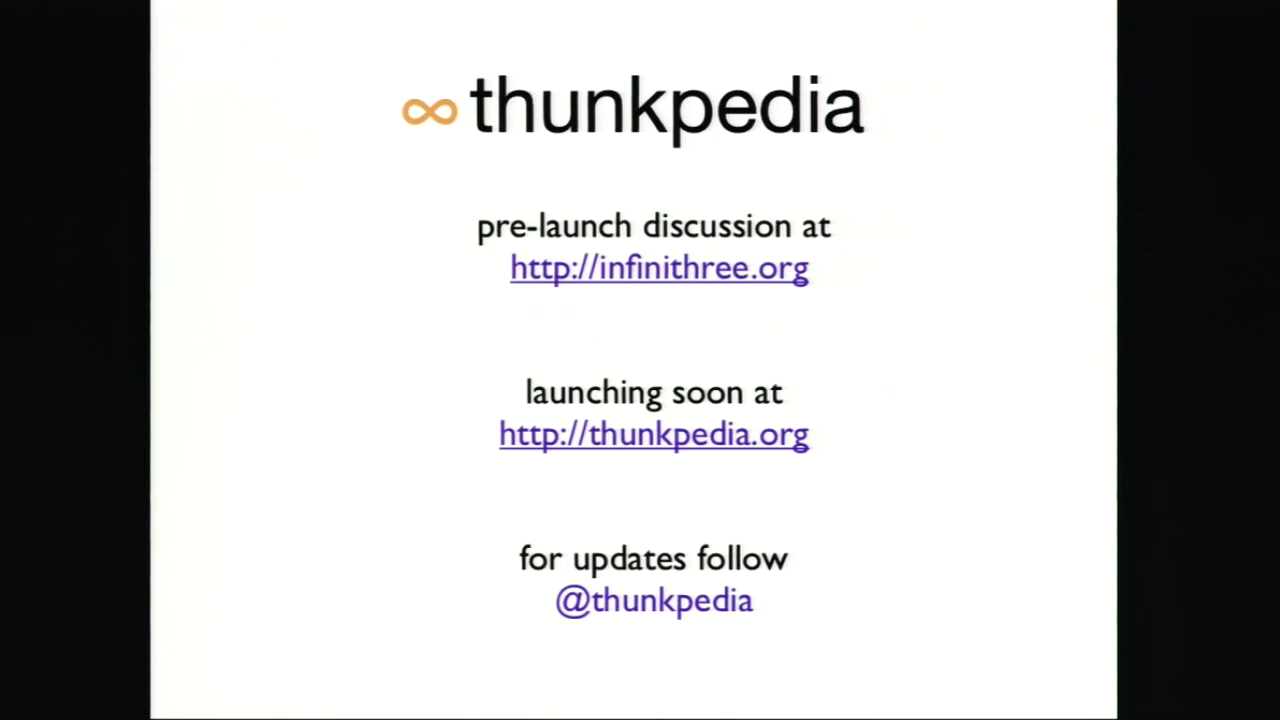 ∞ thunkpedia
pre-launch discussion at
http://infinithree.org
launching soon at
http://thunkpedia.org
for updates follow
@thunkpedia